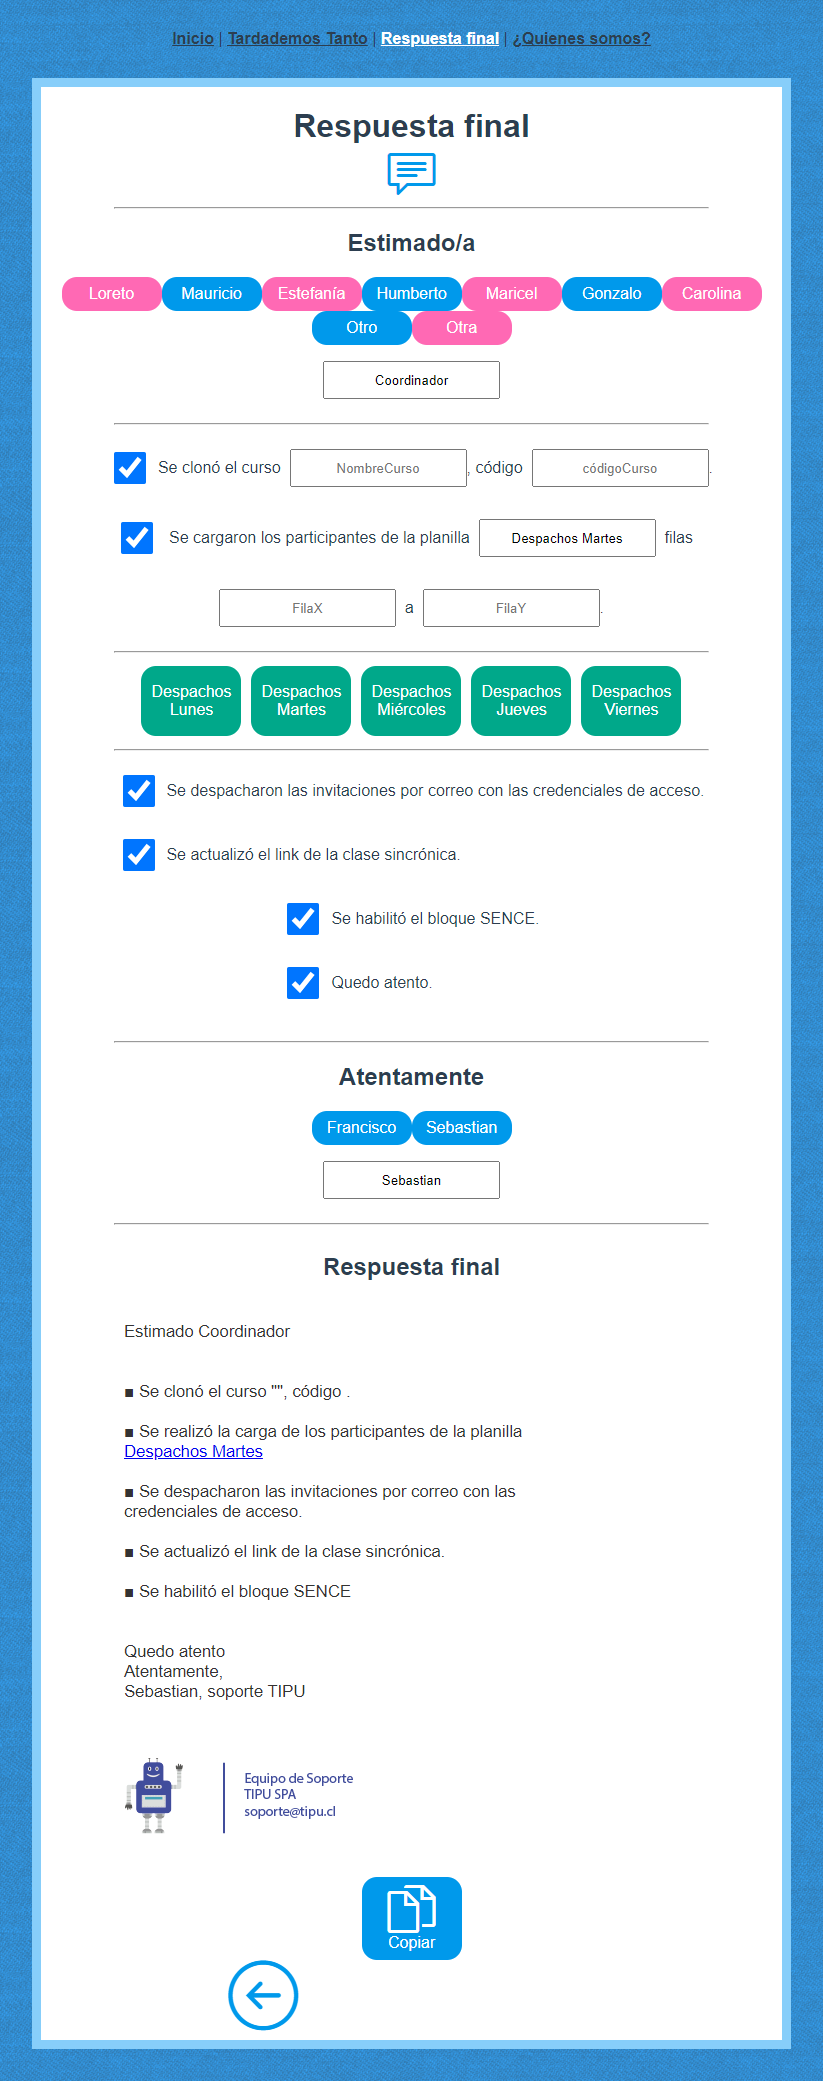 Inicio | Tardademos Tanto | Respuesta final | ¿Quienes somos?
Respuesta final
Estimado/a
Loreto Mauricio Estefanía Humberto Maricel Gonzalo Carolina
Otro Otra
Coordinador
Se clonó el curso NombreCurso, código códigoCurso.
Se cargaron los participantes de la planilla Despachos Martes filas
FilaX a FilaY.
Despachos Despachos Despachos Despachos Despachos
Lunes Martes Miércoles Jueves Viernes
Se despacharon las invitaciones por correo con las credenciales de acceso.
Se actualizó el link de la clase sincrónica.
Se habilitó el bloque SENCE.
Quedo atento.
Atentamente
Francisco Sebastian
Sebastian
Respuesta final
Estimado Coordinador
■ Se clonó el curso "", código .
■ Se realizó la carga de los participantes de la planilla
Despachos Martes
■ Se despacharon las invitaciones por correo con las
credenciales de acceso.
■ Se actualizó el link de la clase sincrónica.
■ Se habilitó el bloque SENCE
Quedo atento
Atentamente,
Sebastian, soporte TIPU
Equipo de Soporte
TIPU SPA
soporte@tipu.cl
Copiar